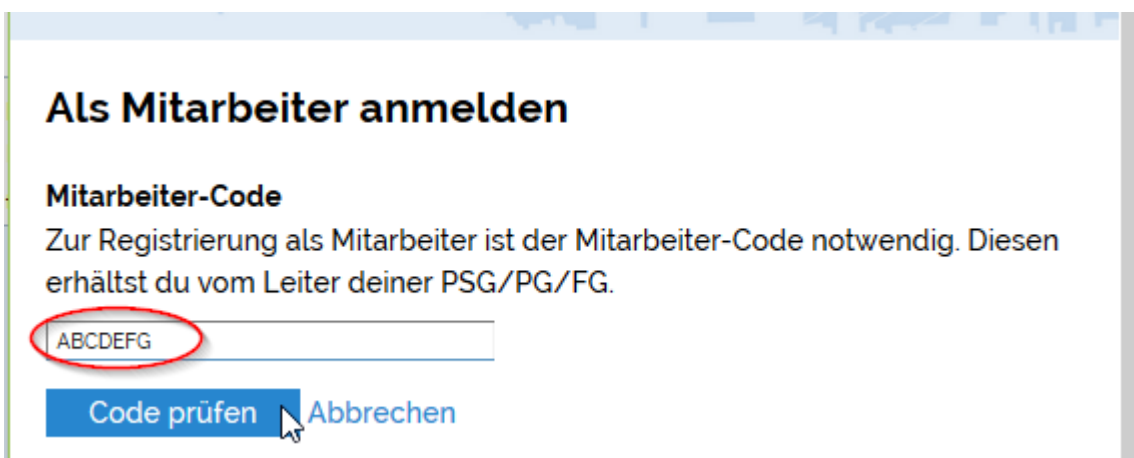 Als Mitarbeiter anmelden
Mitarbeiter-Code
Zur Registrierung als Mitarbeiter ist der Mitarbeiter-Code notwendig. Diesen
erhältst du vom Leiter deiner PSG/PG/FG.
ABCDEFG
Code prüfen Abbrechen